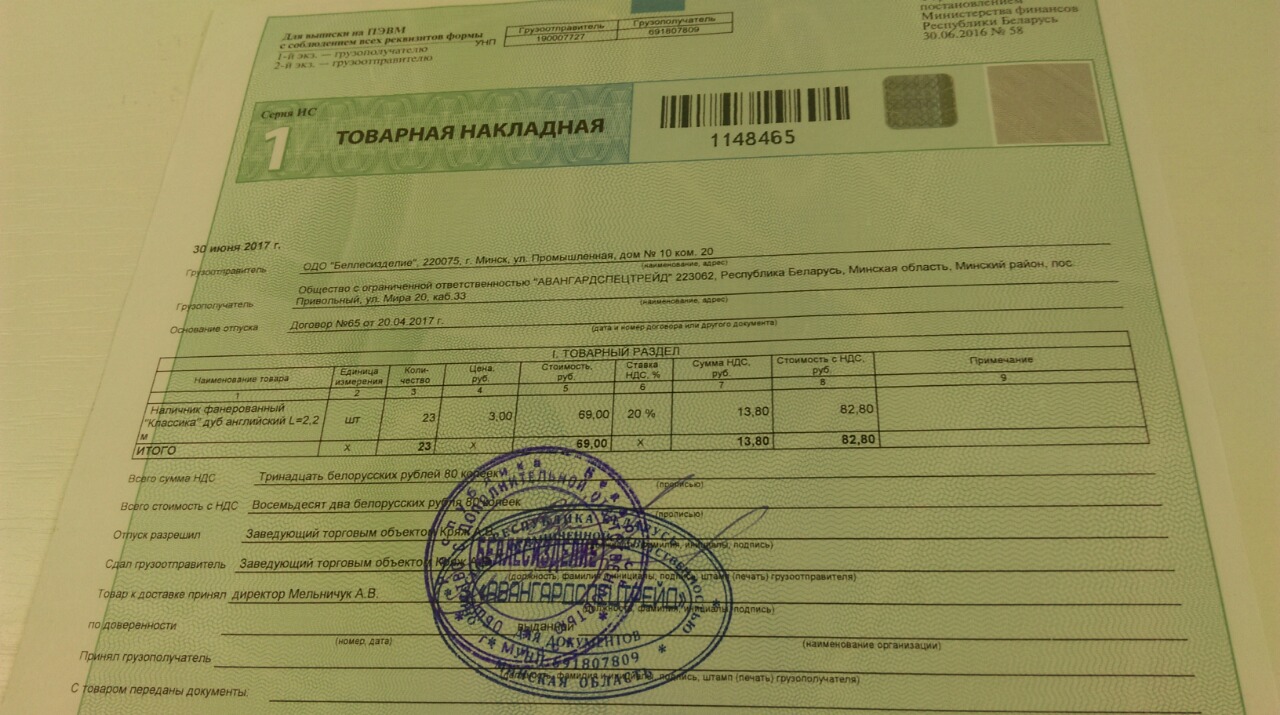 Для выписки на ПЭВМ
с соблюдением всех реквизитов формы
1-й экз. — грузополучателю
2-й экз. — грузоотправителю
УНП
Грузоотправитель Грузополучатель
190007727 691807809
постановлением
Министерства финансов
Республики Беларусь
30.06.2016 № 58
Серия ИС
1 ТОВАРНАЯ НАКЛАДНАЯ
1148465
30 июня 2017 г.
Грузоотправитель ОДО "Беллесизделие", 220075, г. Минск, ул. Промышленная, дом № 10 ком. 20
(наименование, адрес)
Общество с ограниченной ответственностью "АВАНГАРДСПЕЦТРЕЙД" 223062, Республика Беларусь, Минская область, Минский район, пос.
Грузополучатель Привольный, ул. Мира 20, каб.33
(наименование, адрес)
Основание отпуска Договор №65 от 20.04.2017 г.
(дата и номер договора или другого документа)
I. ТОВАРНЫЙ РАЗДЕЛ
Наименование товара Единица измерения Коли-чество Цена, руб. Стоимость, руб. Ставка НДС, % Сумма НДС, руб. Стоимость с НДС, руб. Примечание
1 2 3 4 5 6 7 8 9
Наличник фанерованный
"Классика" дуб английский L=2,2 шт 23 3,00 69,00 20 % 13,80 82,80
м
ИТОГО х 23 х 69,00 х 13,80 82,80
Всего сумма НДС Тринадцать белорусских рублей 80 копеек
(прописью)
Всего стоимость с НДС Восемьдесят два белорусских рубля 80 копеек
(прописью)
Отпуск разрешил Заведующий торговым объектом Кряж А.В.
фамилия, инициалы, подпись)
Сдал грузоотправитель Заведующий торговым объектом Кряж
(должность, фамилия, инициалы, подпись, штамп (печать) грузоотправителя)
Товар к доставке принял директор Мельничук А.В.
(должность, фамилия, инициалы, подпись)
по доверенности выданной
(номер, дата) (наименование организации)
Принял грузополучатель
(должность, фамилия и инициалы, подпись, штамп (печать) грузополучателя)
С товаром переданы документы:
РЕСПУБЛИКА БЕЛАРУСЬ
БЕЛЛЕСИЗДЕЛИЕ
«АВАНГАРДСПЕЦТРЕЙД»
ДЛЯ ДОКУМЕНТОВ
УНП 691807809
МИНСКАЯ ОБЛАСТЬ